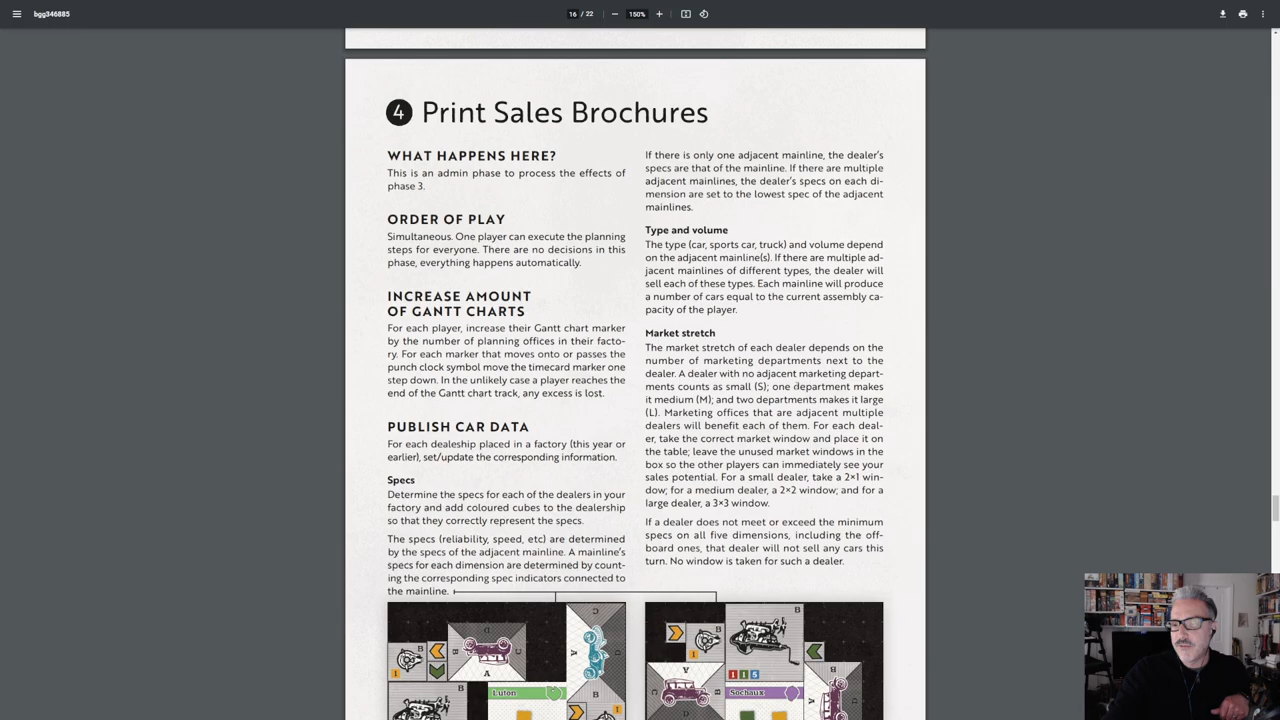 bgg346885
16 / 22
150%
4 Print Sales Brochures
WHAT HAPPENS HERE?
This is an admin phase to process the effects of
phase 3.
ORDER OF PLAY
Simultaneous. One player can execute the planning
steps for everyone. There are no decisions in this
phase, everything happens automatically.
INCREASE AMOUNT
OF GANTT CHARTS
For each player, increase their Gantt chart marker
by the number of planning offices in their facto-
ry. For each marker that moves onto or passes the
punch clock symbol move the timecard marker one
step down. In the unlikely case a player reaches the
end of the Gantt chart track, any excess is lost.
PUBLISH CAR DATA
For each dealeship placed in a factory (this year or
earlier), set/update the corresponding information.
Specs
Determine the specs for each of the dealers in your
factory and add coloured cubes to the dealership
so that they correctly represent the specs.
The specs (reliability, speed, etc) are determined
by the specs of the adjacent mainline. A mainline's
specs for each dimension are determined by count-
ing the corresponding spec indicators connected to
the mainline.
If there is only one adjacent mainline, the dealer's
specs are that of the mainline. If there are multiple
adjacent mainlines, the dealer's specs on each di-
mension are set to the lowest spec of the adjacent
mainlines.
Type and volume
The type (car, sports car, truck) and volume depend
on the adjacent mainline(s). If there are multiple ad-
jacent mainlines of different types, the dealer will
sell each of these types. Each mainline will produce
a number of cars equal to the current assembly ca-
pacity of the player.
Market stretch
The market stretch of each dealer depends on the
number of marketing departments next to the
dealer. A dealer with no adjacent marketing depart-
ments counts as small (S); one department makes
it medium (M); and two departments makes it large
(L). Marketing offices that are adjacent multiple
dealers will benefit each of them. For each deal-
er, take the correct market window and place it on
the table; leave the unused market windows in the
box so the other players can immediately see your
sales potential. For a small dealer, take a 2×1 win-
dow; for a medium dealer, a 2×2 window; and for a
large dealer, a 3×3 window.
If a dealer does not meet or exceed the minimum
specs on all five dimensions, including the off-
board ones, that dealer will not sell any cars this
turn. No window is taken for such a dealer.
B
1
D
B
C
A
B
Luton
C
D
B
1
B
1
B
1 1 5
A
C
B
D
Sochaux
B